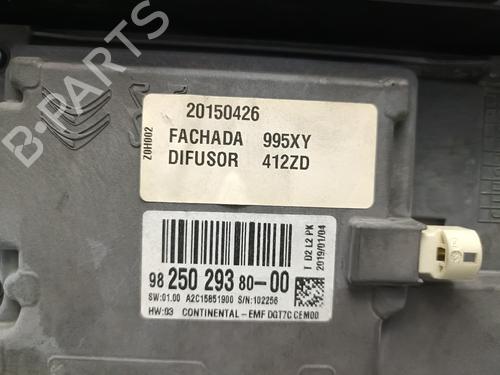 20150426
FACHADA 995XY
DIFUSOR 412ZD
Z0H002
T D2 L2 PK
2019/01/04
98 250 293 80-00
SW:01.00 A2C15851900 S/N:102256
HW:03 CONTINENTAL-EMF DGT7C CEM00
B-PARTS